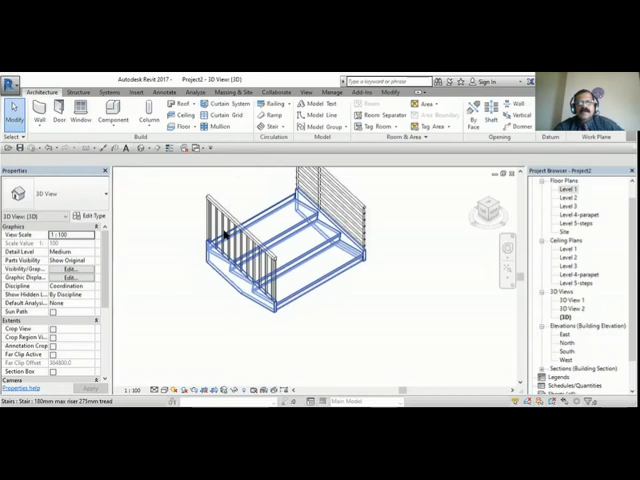 Autodesk Revit 2017 - Project2 - 3D View: {3D}
Type a keyword or phrase
Sign In
Architecture Structure Systems Insert Annotate Analyze Massing & Site Collaborate View Manage Add-Ins Modify
Modify Wall Door Window Component Column
Roof Ceiling Floor
Curtain System Curtain Grid Mullion
Railing Ramp Stair
Model Text Model Line Model Group
Room Room Separator Tag Room
Area
By Face Shaft Wall Vertical Dormer
Select Build Circulation Model Room & Area Opening Datum Work Plane
Properties
3D View
3D View: {3D} Edit Type
Graphics
View Scale 1 : 100
Scale Value 1: 100
Detail Level Medium
Parts Visibility Show Original
Visibility/Grap... Edit...
Graphic Displa... Edit...
Discipline Coordination
Show Hidden L... By Discipline
Default Analysi... None
Sun Path
Extents
Crop View
Crop Region Vi...
Annotation Crop
Far Clip Active
Far Clip Offset 304800.0
Section Box
Camera
Properties help Apply
1 : 100
Project Browser - Project2
Floor Plans
Level 1
Level 2
Level 3
Level 4-parapet
Level 5-steps
Site
Ceiling Plans
Level 1
Level 2
Level 3
Level 4-parapet
Level 5-steps
3D Views
3D View 1
3D View 2
{3D}
Elevations (Building Elevation)
East
North
South
West
Sections (Building Section)
Legends
Schedules/Quantities
Stairs : Stair : 180mm max riser 275mm tread
:0
Main Model
:0